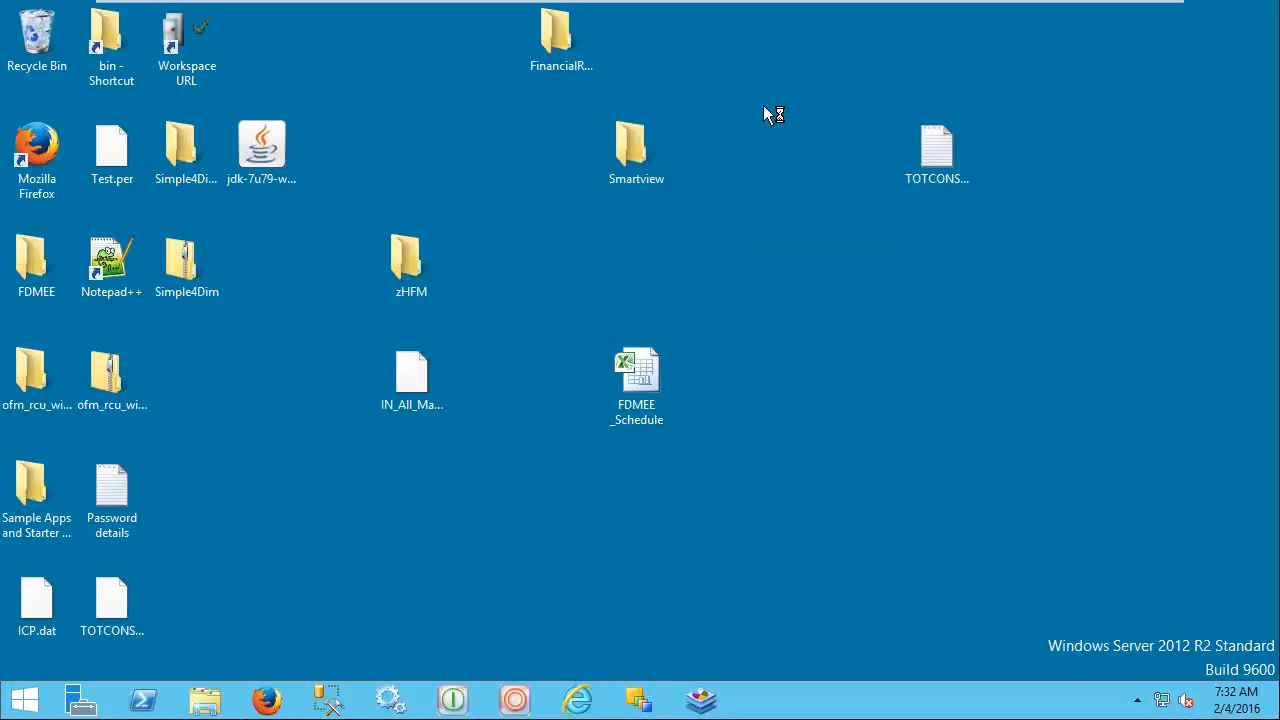 Recycle Bin
bin -
Shortcut
Workspace
URL
FinancialR...
Mozilla
Firefox
Test.per
Simple4Di...
jdk-7u79-w...
Smartview
TOTCONS...
FDMEE
Notepad++
Simple4Dim
zHFM
ofm_rcu_wi...
ofm_rcu_wi...
IN_All_Ma...
FDMEE
_Schedule
Sample Apps
and Starter ...
Password
details
ICP.dat
TOTCONS...
Windows Server 2012 R2 Standard
Build 9600
7:32 AM
2/4/2016